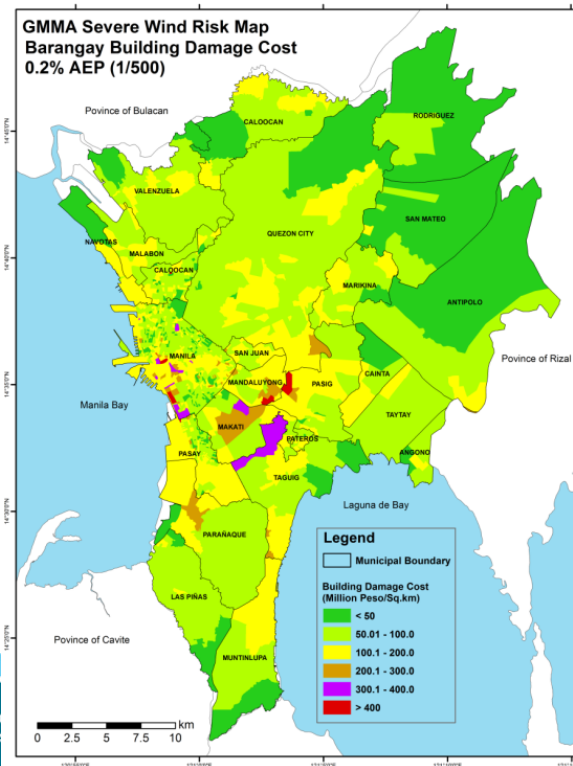 GMMA Severe Wind Risk Map
Barangay Building Damage Cost
0.2% AEP (1/500)
Povince of Bulacan
CALOOCAN
RODRIGUEZ
VALENZUELA
SAN MATEO
QUEZON CITY
NAVOTAS
MALABON
CALOOCAN
MARIKINA
ANTIPOLO
MANILA
SAN JUAN
Povince of Rizal
MANDALUYONG
PASIG
CAINTA
Manila Bay
TAYTAY
MAKATI
PATEROS
ANGONO
PASAY
TAGUIG
Laguna de Bay
PARAÑAQUE
LAS PIÑAS
Povince of Cavite
MUNTINLUPA
Legend
Municipal Boundary
Building Damage Cost
(Million Peso/Sq.km)
< 50
50.01 - 100.0
100.1 - 200.0
200.1 - 300.0
300.1 - 400.0
> 400
km
0 2.5 5 7.5 10